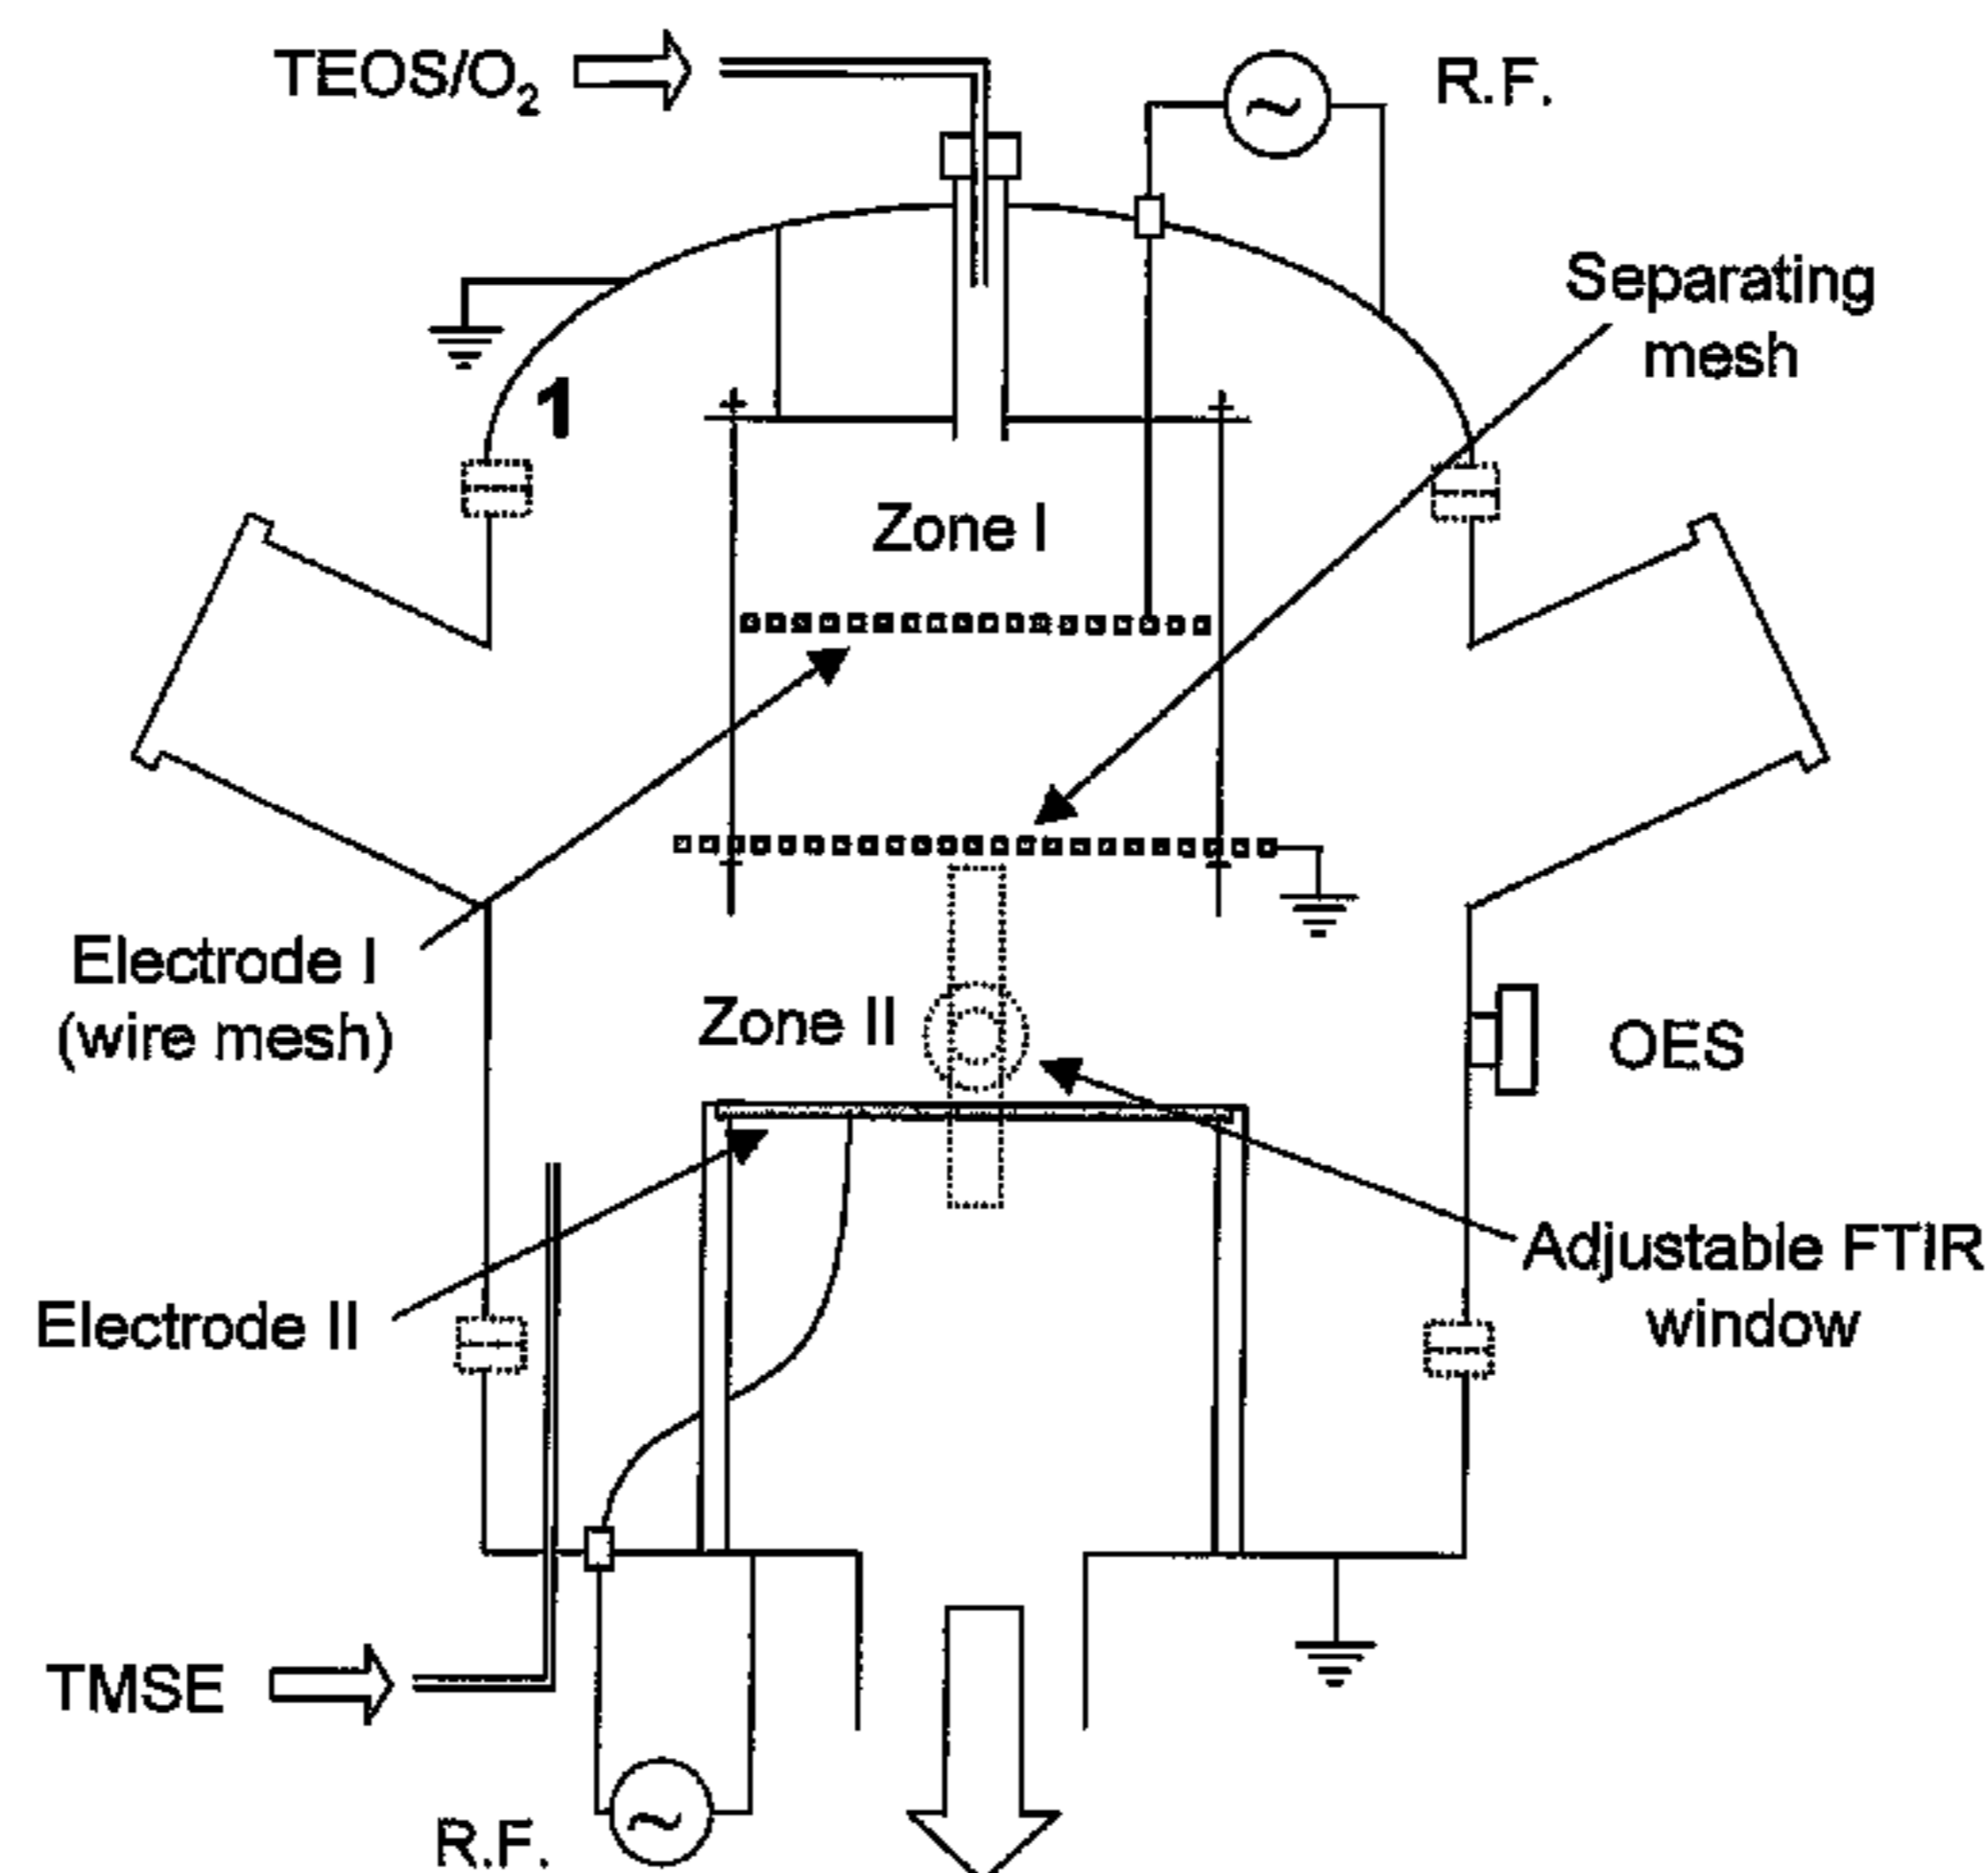 TEOS/O₂
R.F.
Separating
mesh
1
Zone I
Electrode I
(wire mesh)
Zone II
OES
Adjustable FTIR
window
Electrode II
TMSE
R.F.